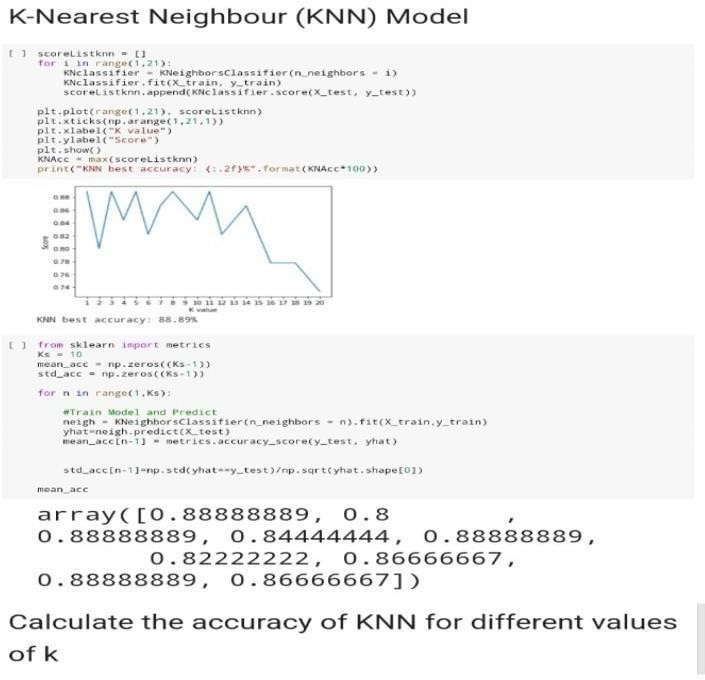 K-Nearest Neighbour (KNN) Model
[ ] scoreListknn = []
for i in range(1,21):
KNclassifier = KNeighborsClassifier(n_neighbors = i)
KNclassifier.fit(X_train, y_train)
scoreListknn.append(KNclassifier.score(X_test, y_test))
plt.plot(range(1,21), scoreListknn)
plt.xticks(np.arange(1,21,1))
plt.xlabel("K value")
plt.ylabel("Score")
plt.show()
KNAcc = max(scoreListknn)
print("KNN best accuracy: {:.2f}%".format(KNAcc*100))
0.88
0.86
0.84
0.82
0.80
0.78
0.76
0.74
Score
1 2 3 4 5 6 7 8 9 10 11 12 13 14 15 16 17 18 19 20
K value
KNN best accuracy: 88.89%
[ ] from sklearn import metrics
Ks = 10
mean_acc = np.zeros((Ks-1))
std_acc = np.zeros((Ks-1))
for n in range(1,Ks):
#Train Model and Predict
neigh = KNeighborsClassifier(n_neighbors = n).fit(X_train,y_train)
yhat=neigh.predict(X_test)
mean_acc[n-1] = metrics.accuracy_score(y_test, yhat)
std_acc[n-1]=np.std(yhat==y_test)/np.sqrt(yhat.shape[0])
mean_acc
array([0.88888889, 0.8 ,
0.88888889, 0.84444444, 0.88888889,
0.82222222, 0.86666667,
0.88888889, 0.86666667])
Calculate the accuracy of KNN for different values
of k